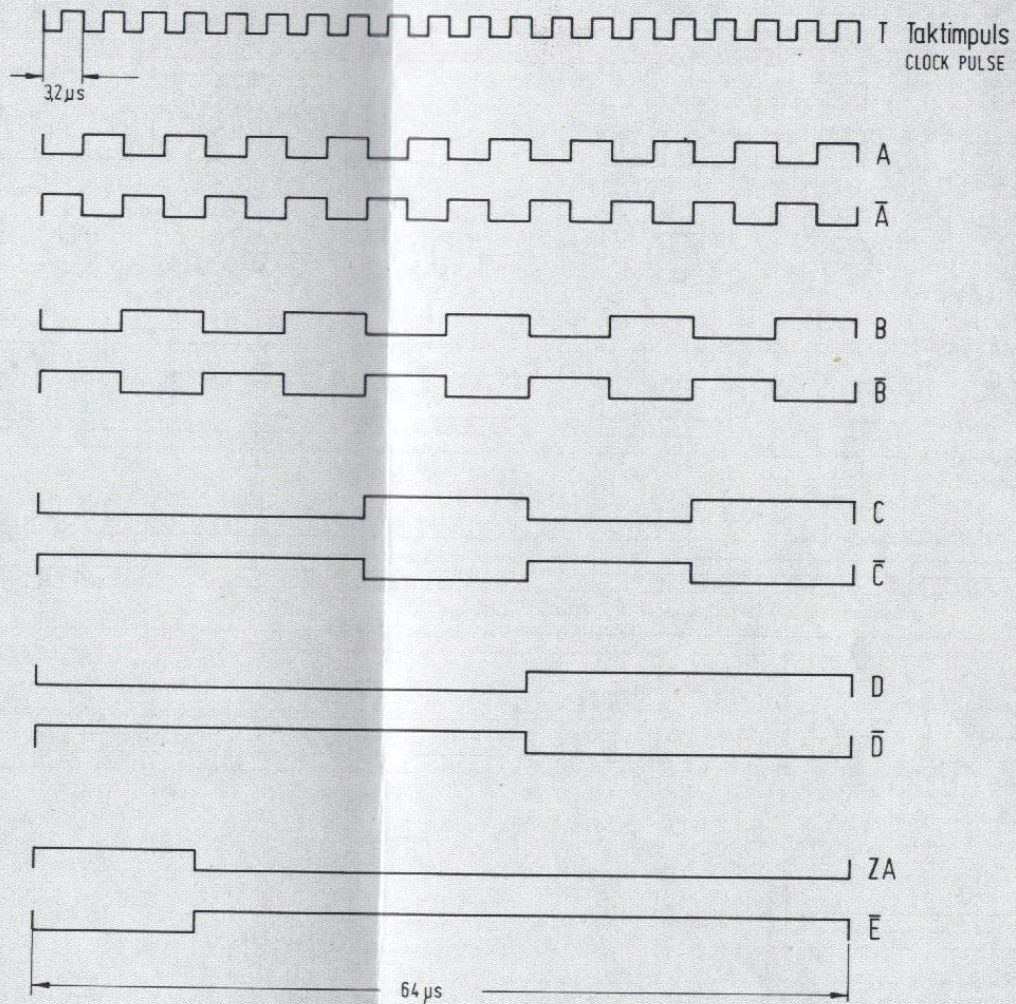 T Taktimpuls
CLOCK PULSE
3,2 µs
A
A̅
B
B̅
C
C̅
D
D̅
ZA
E̅
64 µs